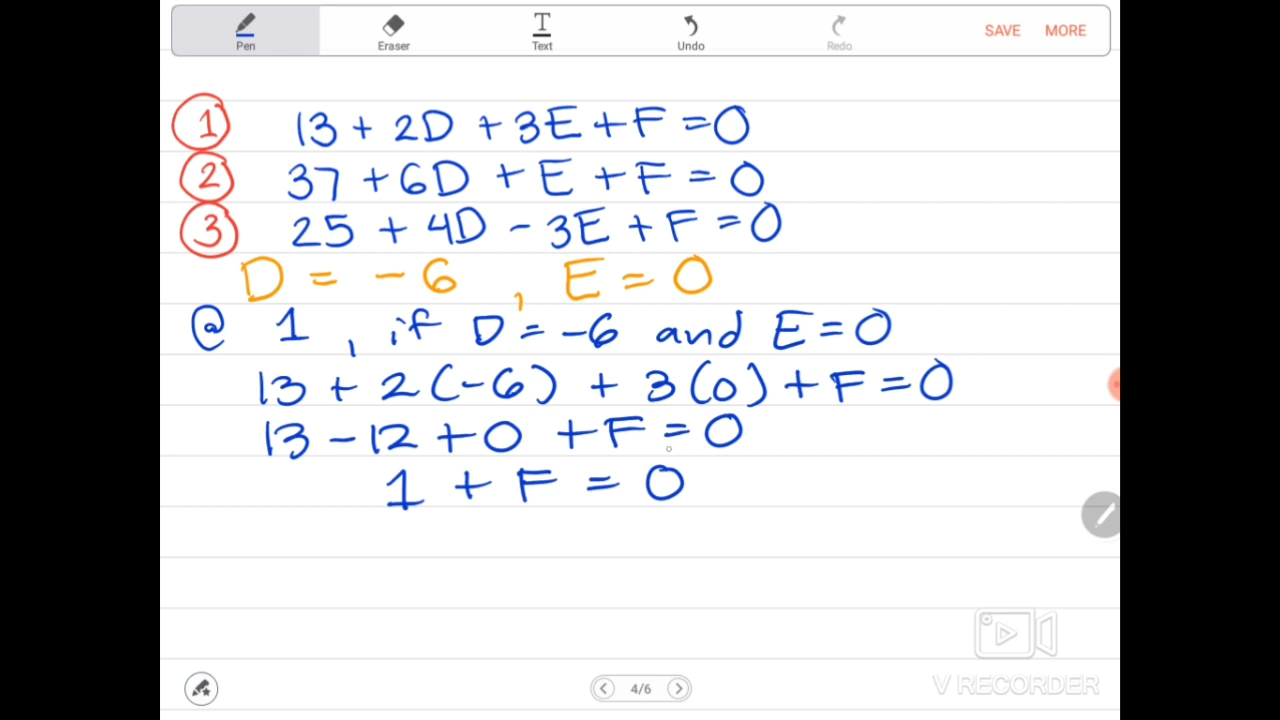 Pen Eraser Text Undo Redo SAVE MORE
1 13 + 2D + 3E + F = 0
2 37 + 6D + E + F = 0
3 25 + 4D - 3E + F = 0
D = -6 , E = 0
@ 1 , if D = -6 and E = 0
13 + 2(-6) + 3(0) + F = 0
13 - 12 + 0 + F = 0
1 + F = 0
4/6
V RECORDER